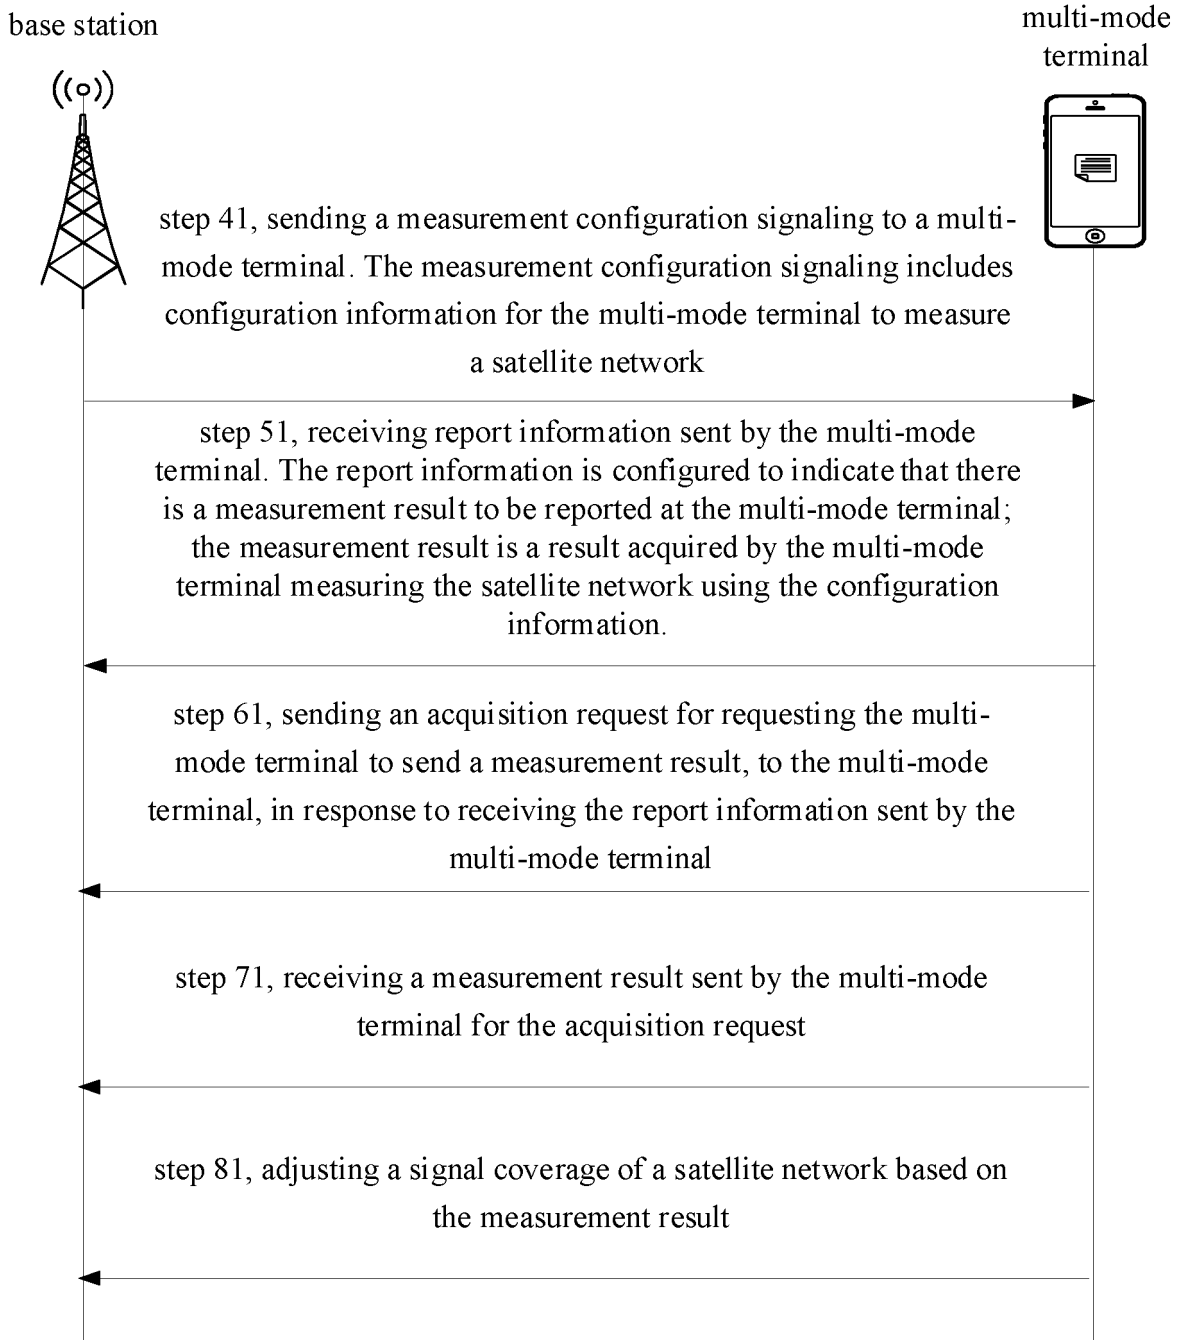 base station
multi-mode
terminal
step 41, sending a measurement configuration signaling to a multi-
mode terminal. The measurement configuration signaling includes
configuration information for the multi-mode terminal to measure
a satellite network
step 51, receiving report information sent by the multi-mode
terminal. The report information is configured to indicate that there
is a measurement result to be reported at the multi-mode terminal;
the measurement result is a result acquired by the multi-mode
terminal measuring the satellite network using the configuration
information.
step 61, sending an acquisition request for requesting the multi-
mode terminal to send a measurement result, to the multi-mode
terminal, in response to receiving the report information sent by the
multi-mode terminal
step 71, receiving a measurement result sent by the multi-mode
terminal for the acquisition request
step 81, adjusting a signal coverage of a satellite network based on
the measurement result